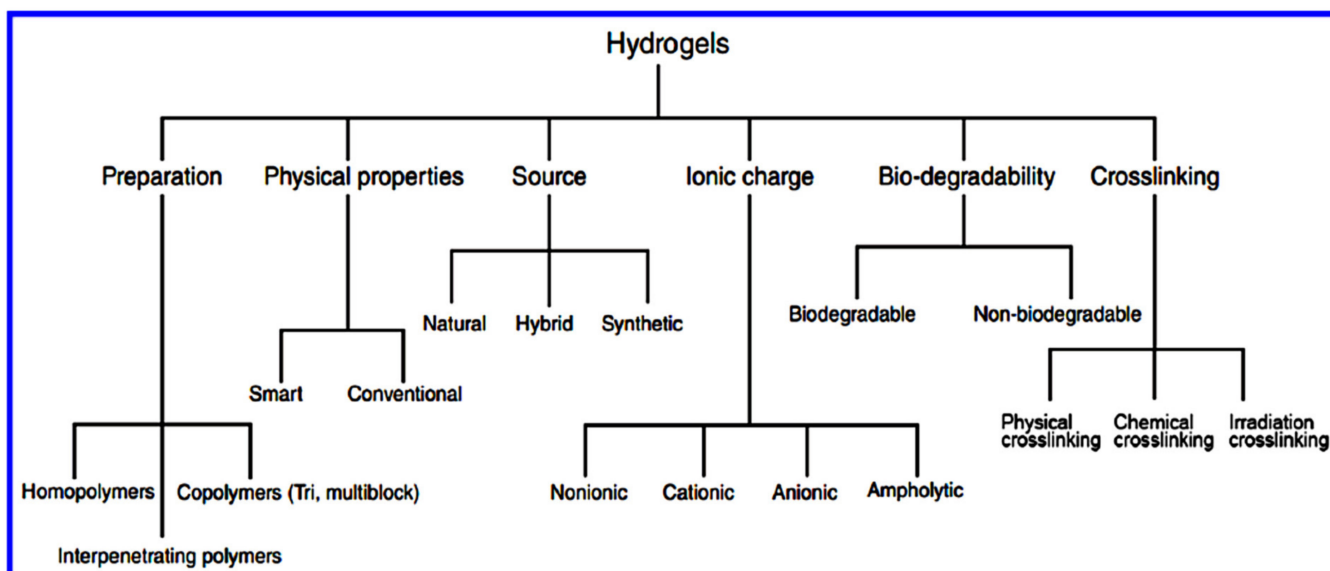 Hydrogels
Preparation
Physical properties
Source
Ionic charge
Bio-degradability
Crosslinking
Natural
Hybrid
Synthetic
Biodegradable
Non-biodegradable
Smart
Conventional
Physical
crosslinking
Chemical
crosslinking
Irradiation
crosslinking
Homopolymers
Copolymers (Tri, multiblock)
Nonionic
Cationic
Anionic
Ampholytic
Interpenetrating polymers